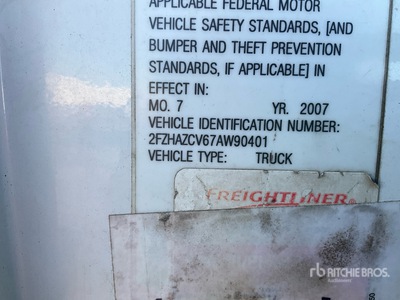 APPLICABLE FEDERAL MOTOR
VEHICLE SAFETY STANDARDS, [AND
BUMPER AND THEFT PREVENTION
STANDARDS, IF APPLICABLE] IN
EFFECT IN:
MO. 7 YR. 2007
VEHICLE IDENTIFICATION NUMBER:
2FZHAZCV67AW90401
VEHICLE TYPE: TRUCK
FREIGHTLINER
rb RITCHIE BROS.